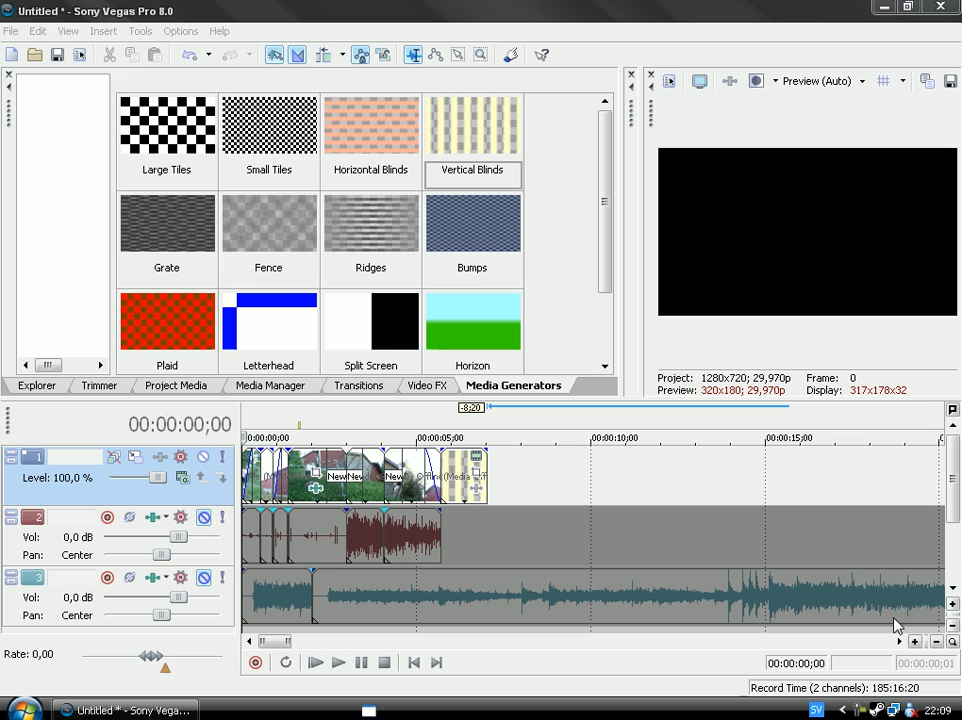 Untitled * - Sony Vegas Pro 8.0
File Edit View Insert Tools Options Help
Preview (Auto)
Large Tiles Small Tiles Horizontal Blinds Vertical Blinds
Grate Fence Ridges Bumps
Plaid Letterhead Split Screen Horizon
Explorer Trimmer Project Media Media Manager Transitions Video FX Media Generators
Project: 1280x720; 29,970p Frame: 0
Preview: 320x180; 29,970p Display: 317x178x32
-8;20
00:00:00;00
00:00:00;00 00:00:05;00 00:00:10;00 00:00:15;00
1
Level: 100,0 %
2
Vol: 0,0 dB
Pan: Center
3
Vol: 0,0 dB
Pan: Center
Rate: 0,00
00:00:00;00 00:00:00;01
Record Time (2 channels): 185:16:20
Untitled * - Sony Vega...
SV 22:09